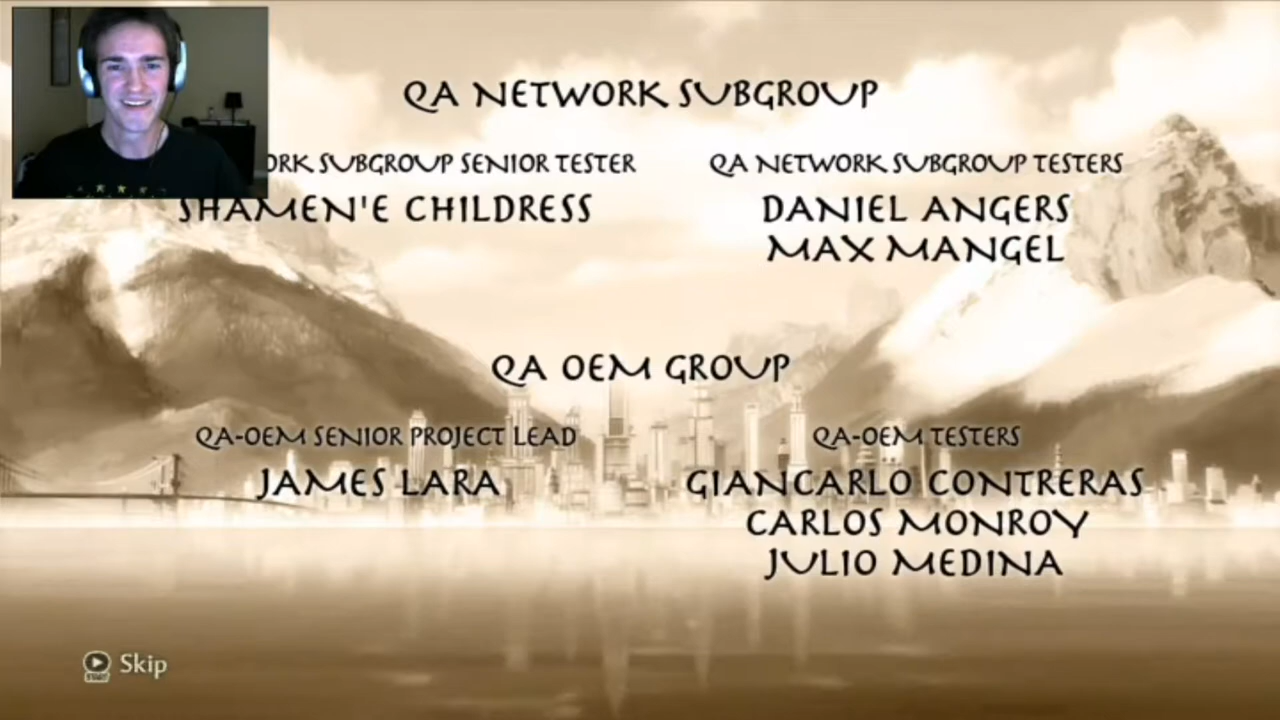 QA NETWORK SUBGROUP
SUBGROUP SENIOR TESTER
SHAMEN'E CHILDRESS
QA NETWORK SUBGROUP TESTERS
DANIEL ANGERS
MAX MANGEL
QA OEM GROUP
QA-OEM SENIOR PROJECT LEAD
JAMES LARA
QA-OEM TESTERS
GIANCARLO CONTRERAS
CARLOS MONROY
JULIO MEDINA
START
Skip